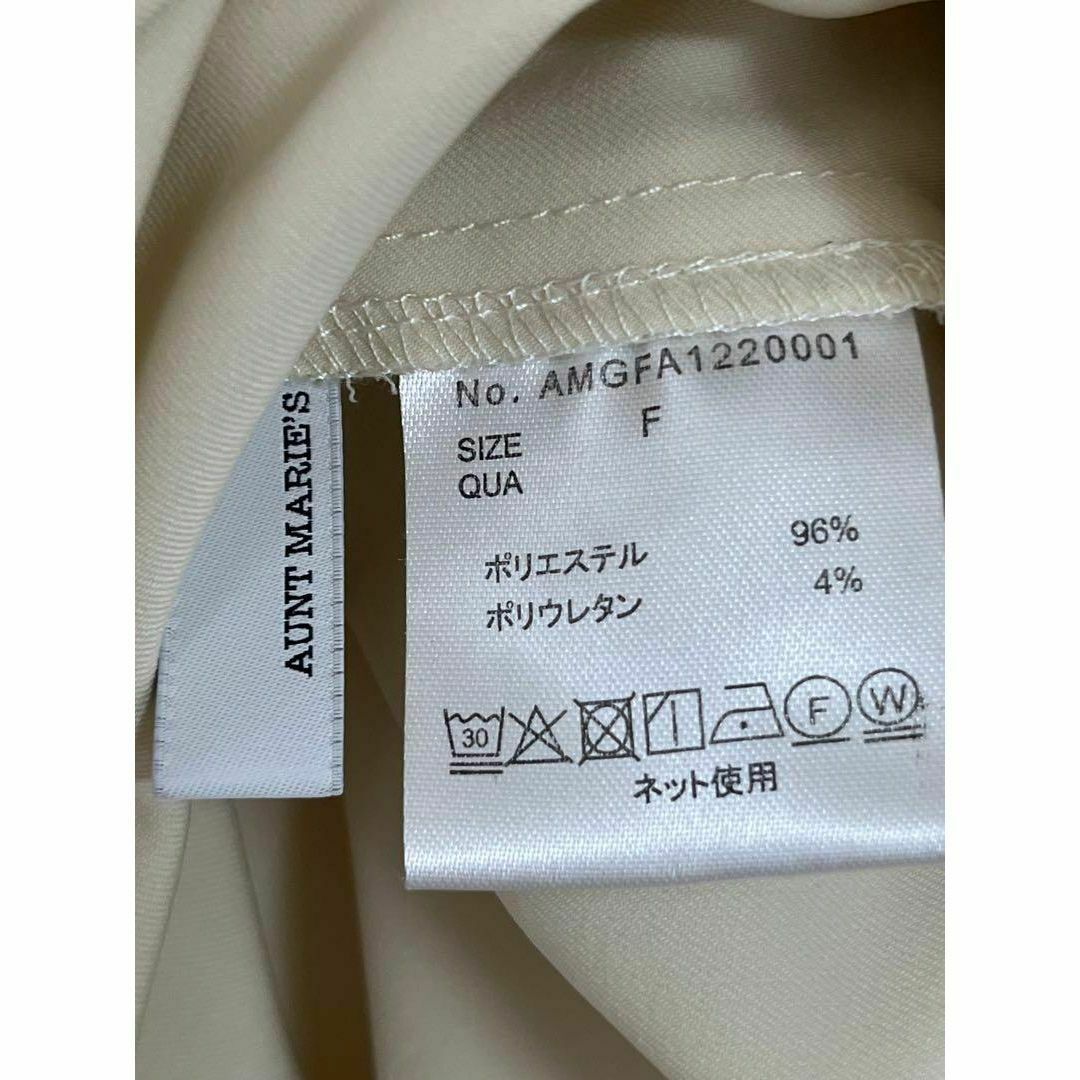 AUNT MARIE'S
No. AMGFA1220001
SIZE F
QUA
ポリエステル 96%
ポリウレタン 4%
30 F W
ネット使用